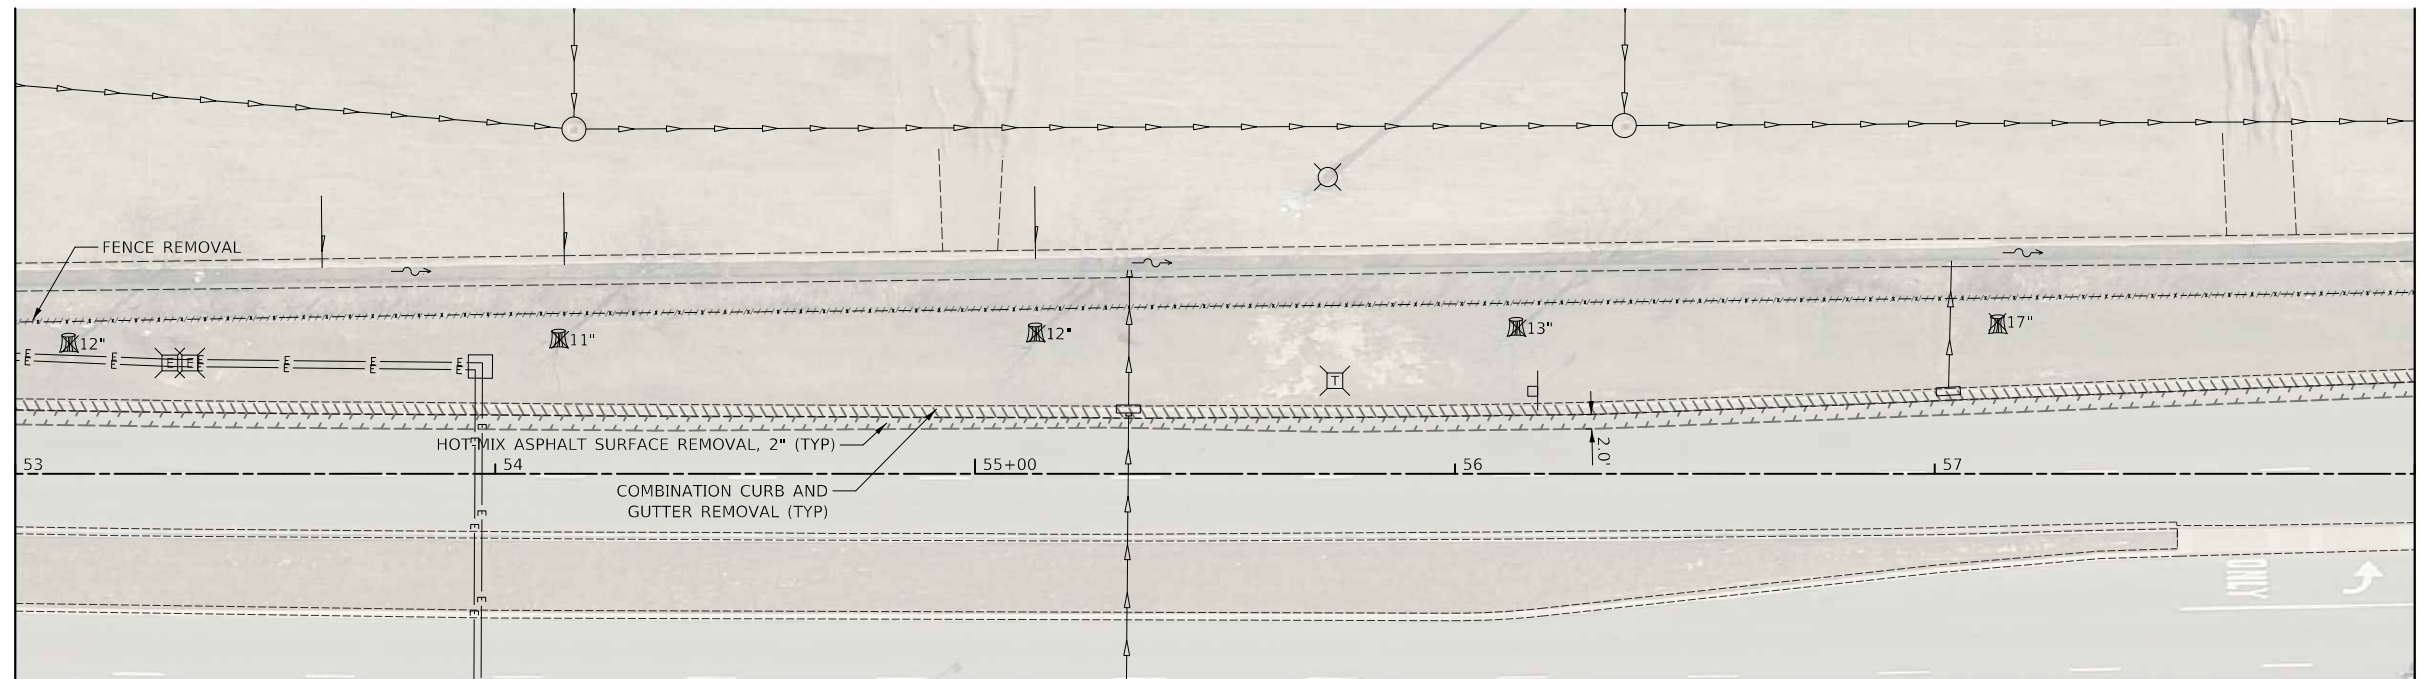 FENCE REMOVAL
12"
11"
12"
13"
17"
E E E E E E E E
T
HOT-MIX ASPHALT SURFACE REMOVAL, 2" (TYP)
2.0'
53
54
55+00
56
57
COMBINATION CURB AND
GUTTER REMOVAL (TYP)
E
E
E
E
E
E
ONLY